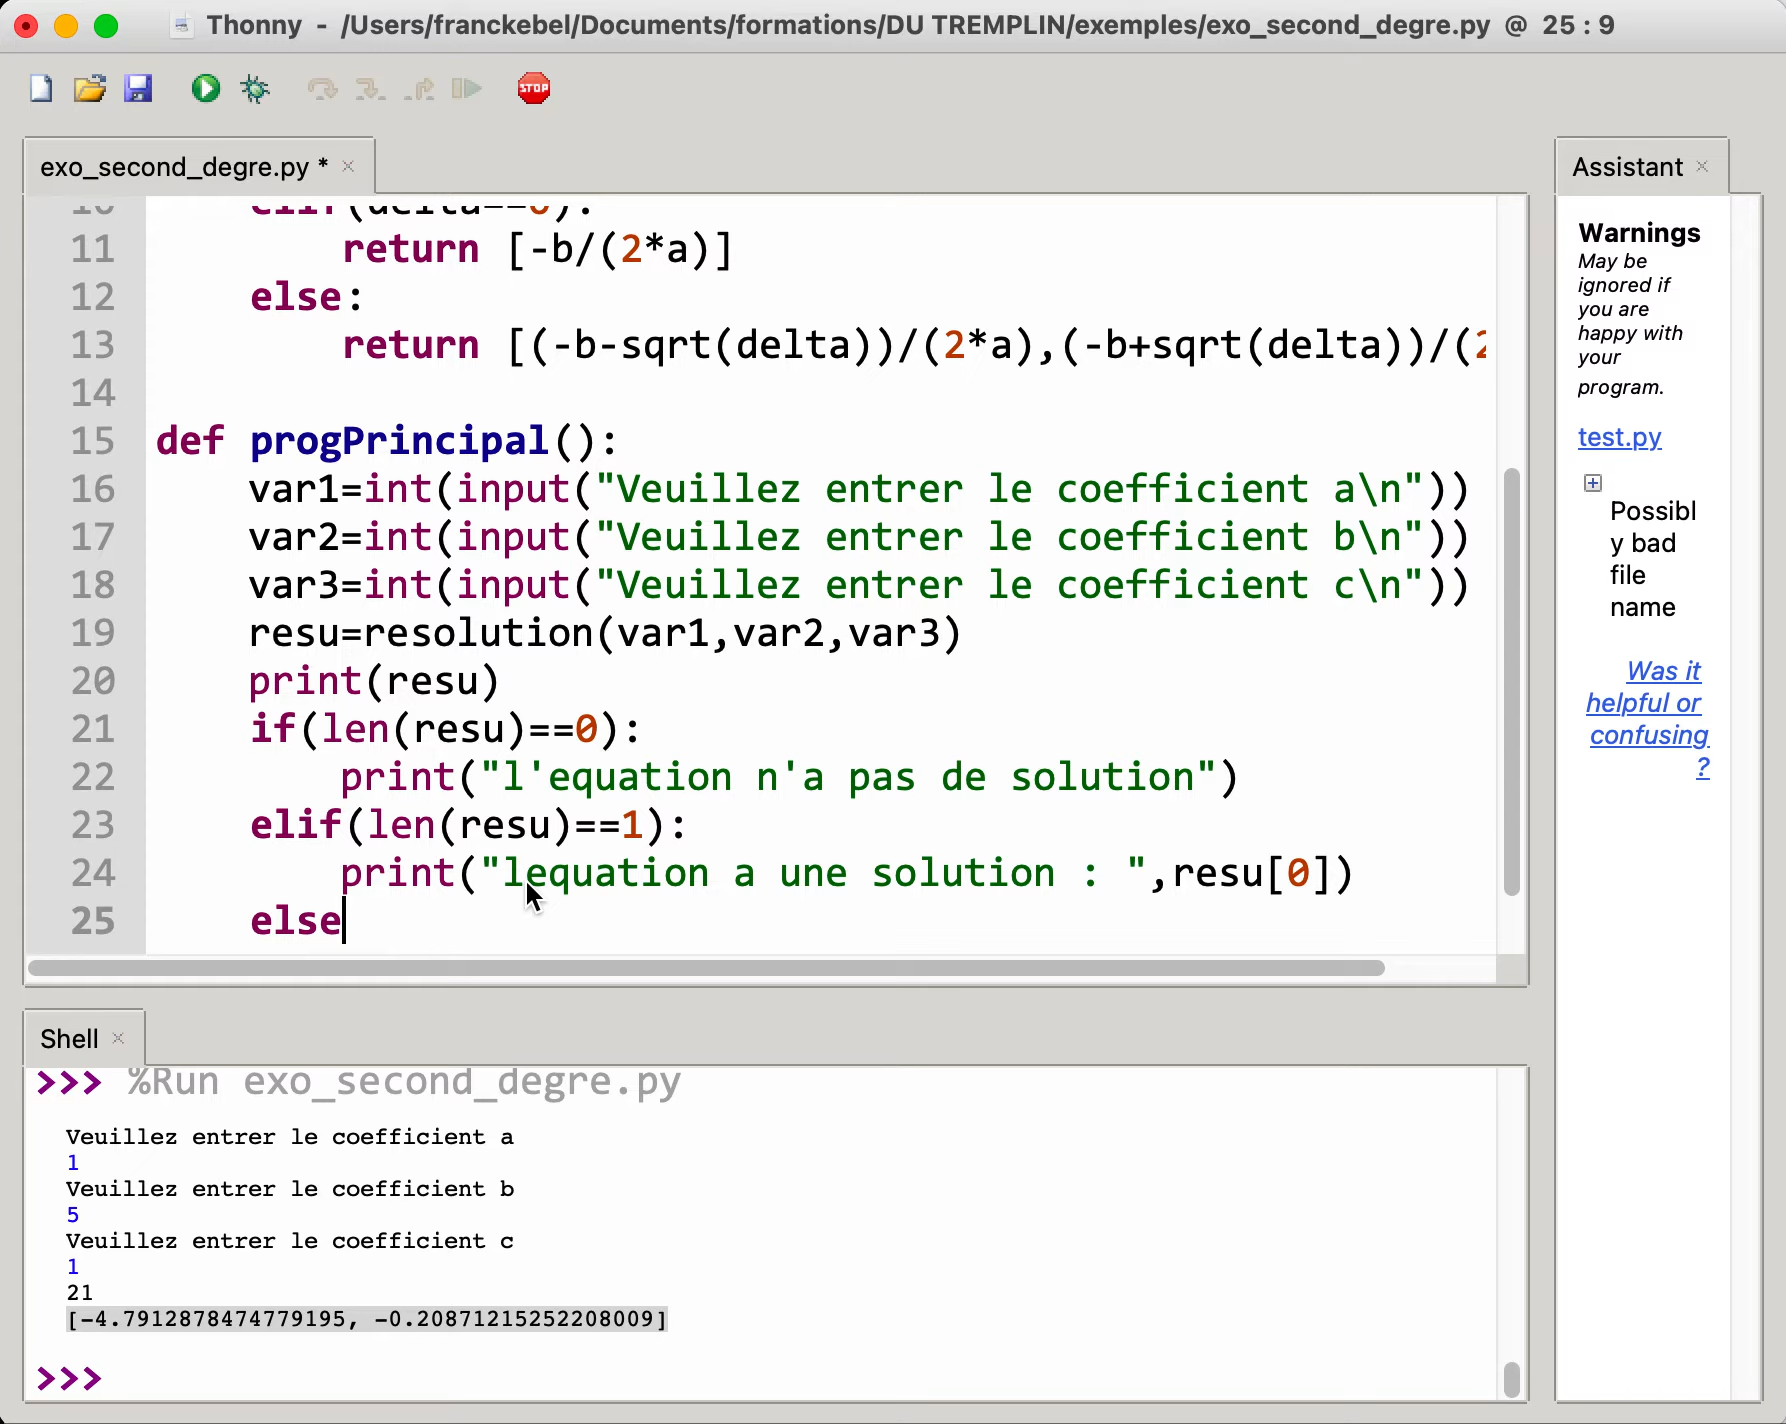 Thonny - /Users/franckebel/Documents/formations/DU TREMPLIN/exemples/exo_second_degre.py @ 25 : 9
STOP
exo_second_degre.py *
10     elif(delta==0):
11         return [-b/(2*a)]
12     else:
13         return [(-b-sqrt(delta))/(2*a),(-b+sqrt(delta))/(2
14
15 def progPrincipal():
16     var1=int(input("Veuillez entrer le coefficient a\n"))
17     var2=int(input("Veuillez entrer le coefficient b\n"))
18     var3=int(input("Veuillez entrer le coefficient c\n"))
19     resu=resolution(var1,var2,var3)
20     print(resu)
21     if(len(resu)==0):
22         print("l'equation n'a pas de solution")
23     elif(len(resu)==1):
24         print("lequation a une solution : ",resu[0])
25     else
Shell
>>> %Run exo_second_degre.py
Veuillez entrer le coefficient a
1
Veuillez entrer le coefficient b
5
Veuillez entrer le coefficient c
1
21
[-4.7912878474779195, -0.20871215252208009]
>>>
Assistant
Warnings
May be
ignored if
you are
happy with
your
program.
test.py
Possibl
y bad
file
name
Was it
helpful or
confusing
?